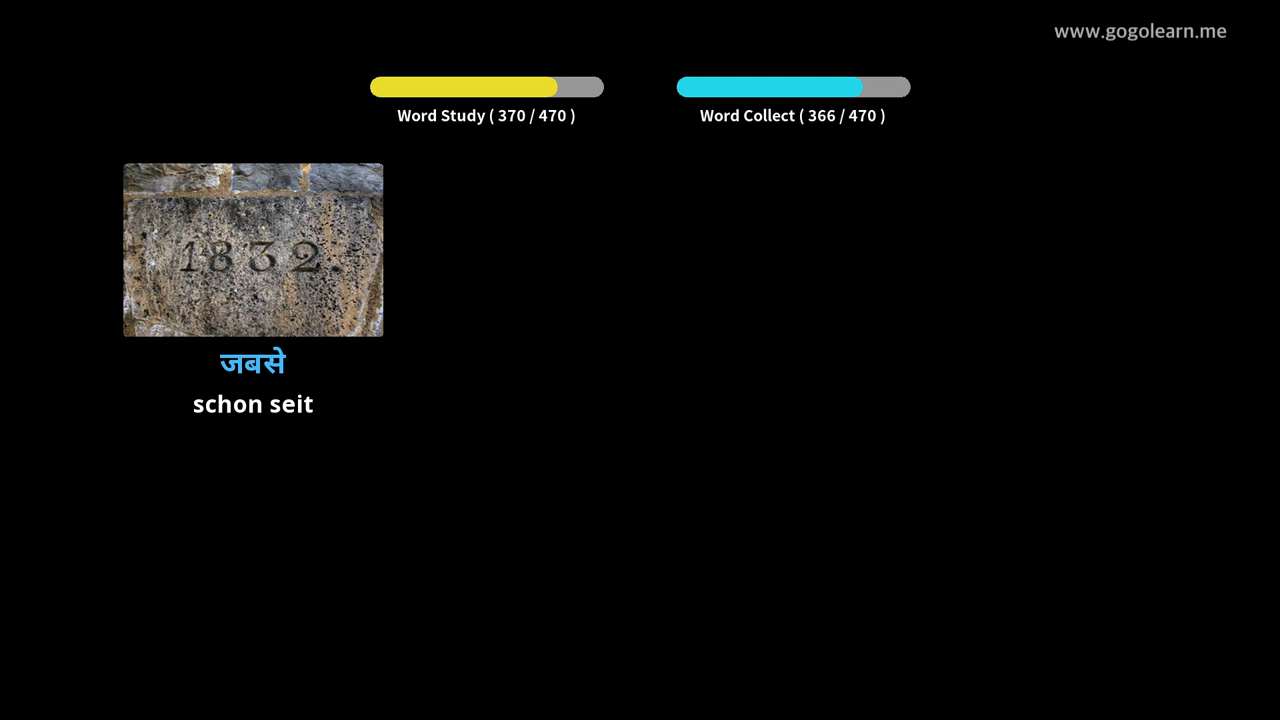 www.gogolearn.me
Word Study ( 370 / 470 )
Word Collect ( 366 / 470 )
1832.
जबसे
schon seit